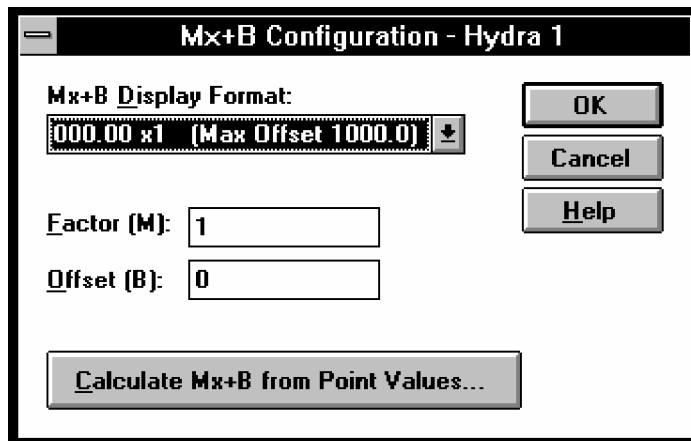 Mx+B Configuration - Hydra 1
Mx+B Display Format:
000.00 x1 (Max Offset 1000.0)
OK
Cancel
Help
Factor (M): 1
Offset (B): 0
Calculate Mx+B from Point Values...